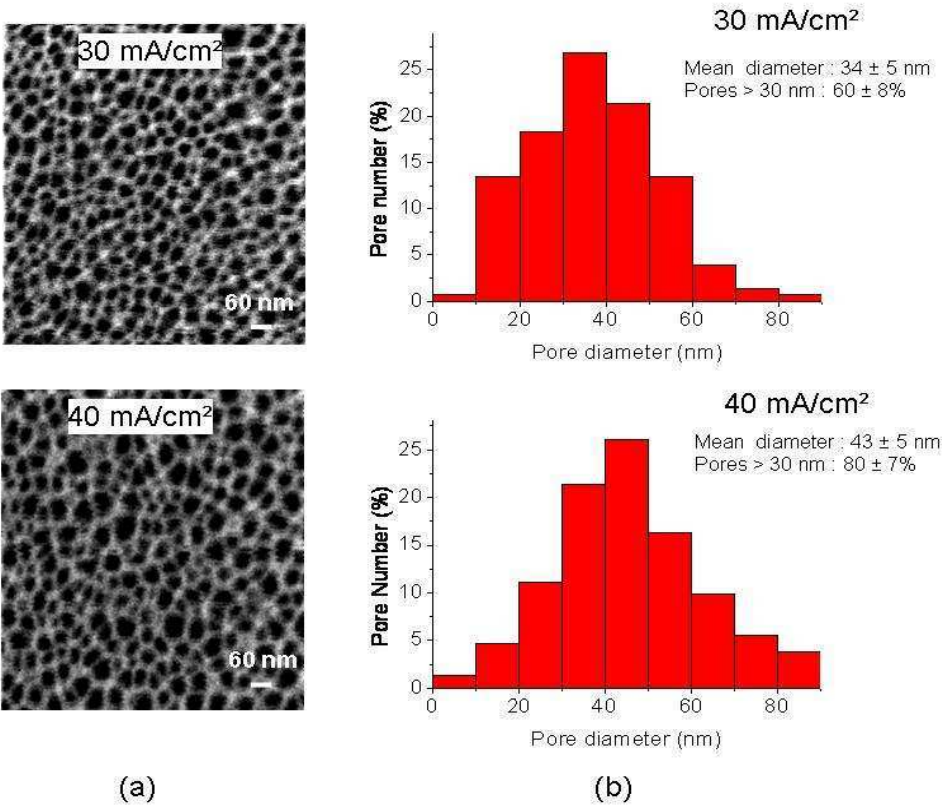 30 mA/cm²
60 nm
30 mA/cm²
Mean diameter : 34 ± 5 nm
Pores > 30 nm : 60 ± 8%
25
20
15
10
5
0
Pore number (%)
0 20 40 60 80
Pore diameter (nm)
40 mA/cm²
60 nm
40 mA/cm²
Mean diameter : 43 ± 5 nm
Pores > 30 nm : 80 ± 7%
25
20
15
10
5
0
Pore Number (%)
0 20 40 60 80
Pore diameter (nm)
(a) (b)